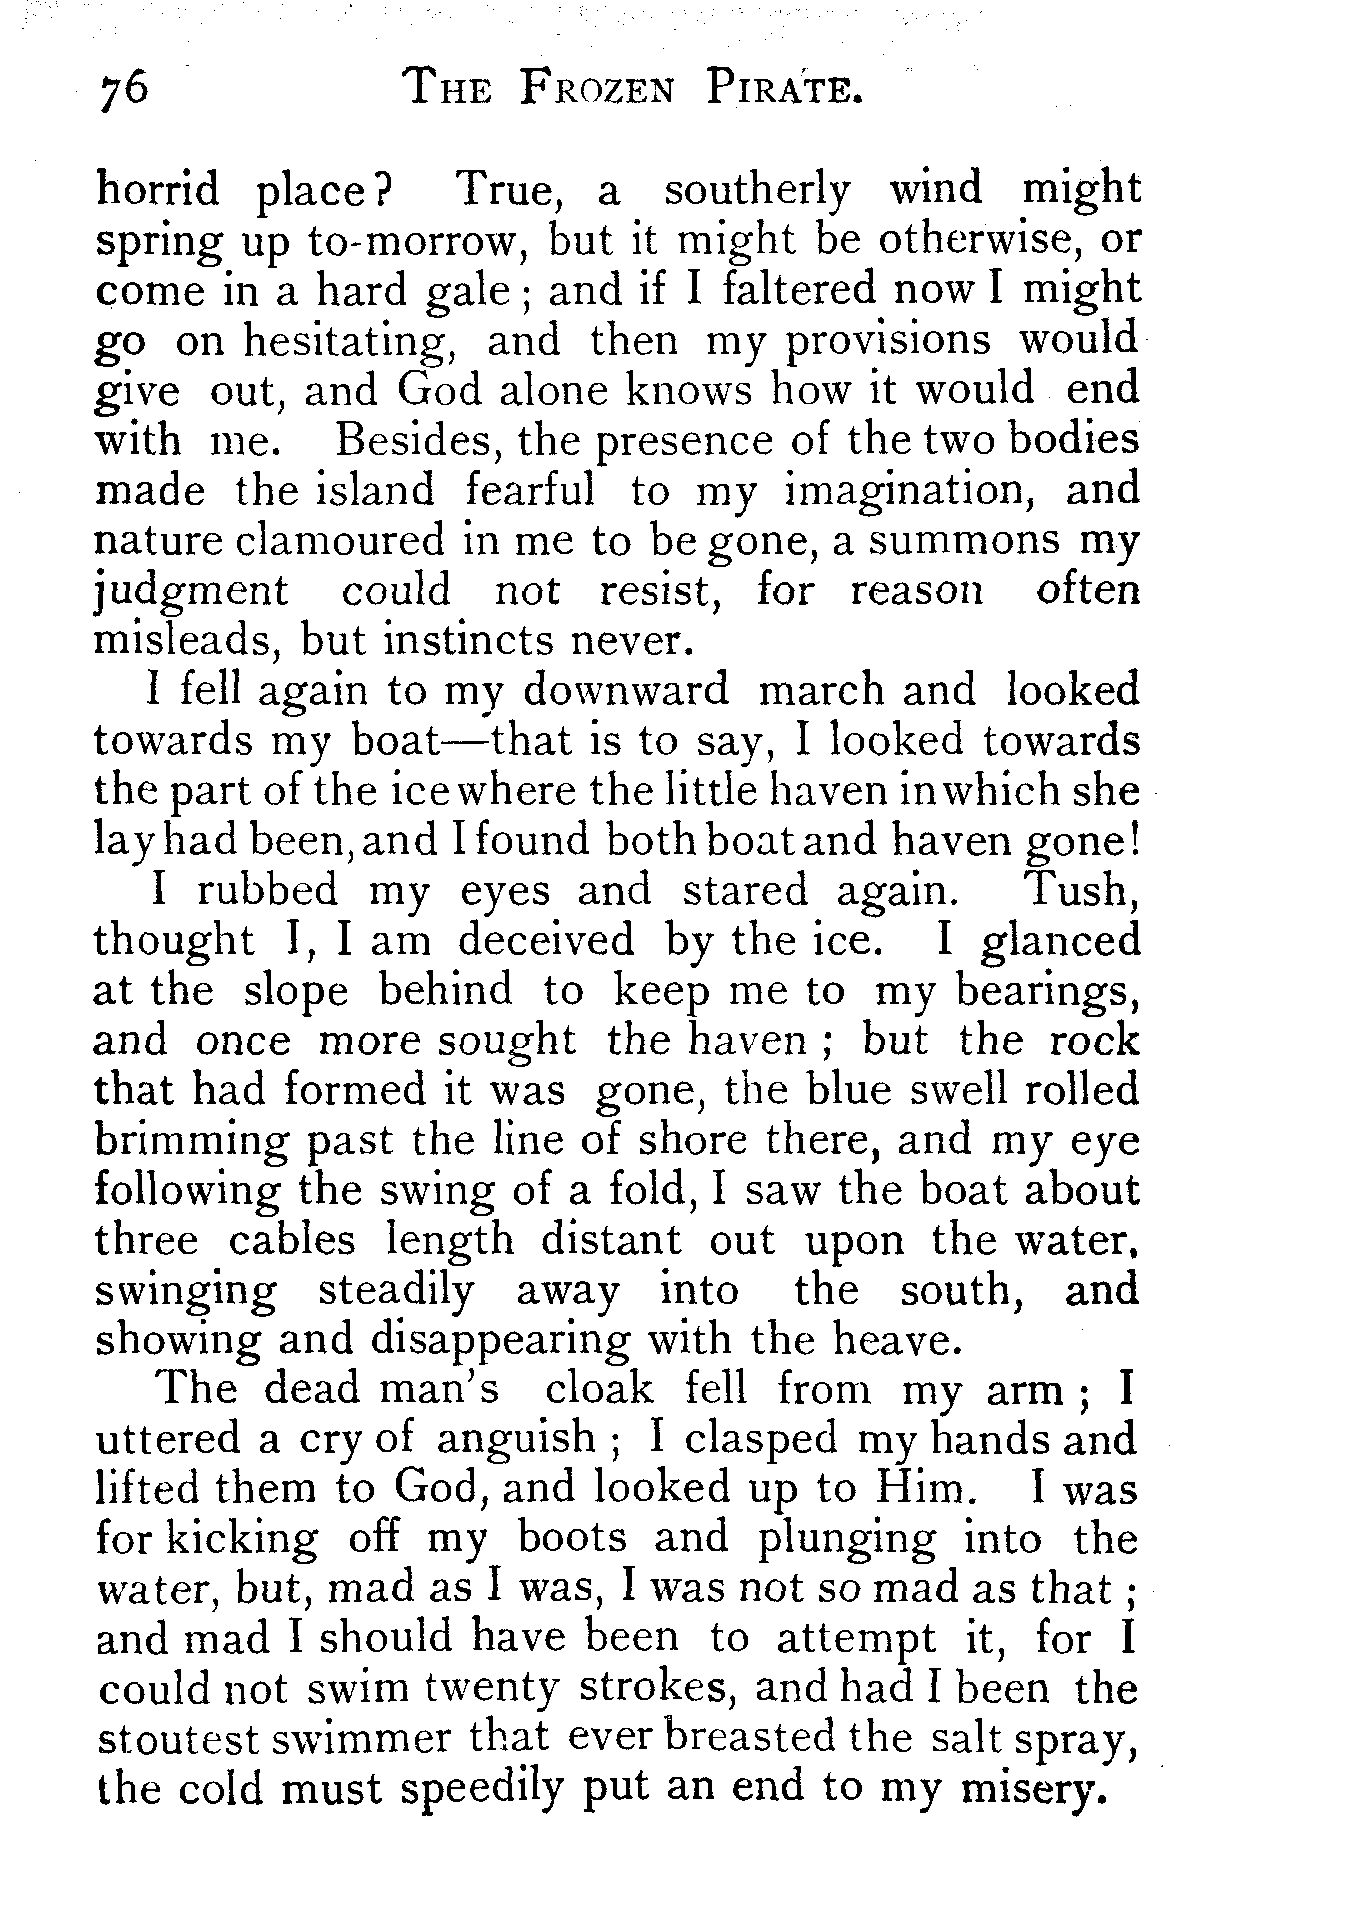 76 THE FROZEN PIRATE.
horrid place? True, a southerly wind might
spring up to-morrow, but it might be otherwise, or
come in a hard gale; and if I faltered now I might
go on hesitating, and then my provisions would
give out, and God alone knows how it would end
with me. Besides, the presence of the two bodies
made the island fearful to my imagination, and
nature clamoured in me to be gone, a summons my
judgment could not resist, for reason often
misleads, but instincts never.
I fell again to my downward march and looked
towards my boat—that is to say, I looked towards
the part of the ice where the little haven in which she
lay had been, and I found both boat and haven gone!
I rubbed my eyes and stared again. Tush,
thought I, I am deceived by the ice. I glanced
at the slope behind to keep me to my bearings,
and once more sought the haven; but the rock
that had formed it was gone, the blue swell rolled
brimming past the line of shore there, and my eye
following the swing of a fold, I saw the boat about
three cables length distant out upon the water,
swinging steadily away into the south, and
showing and disappearing with the heave.
The dead man's cloak fell from my arm; I
uttered a cry of anguish; I clasped my hands and
lifted them to God, and looked up to Him. I was
for kicking off my boots and plunging into the
water, but, mad as I was, I was not so mad as that;
and mad I should have been to attempt it, for I
could not swim twenty strokes, and had I been the
stoutest swimmer that ever breasted the salt spray,
the cold must speedily put an end to my misery.